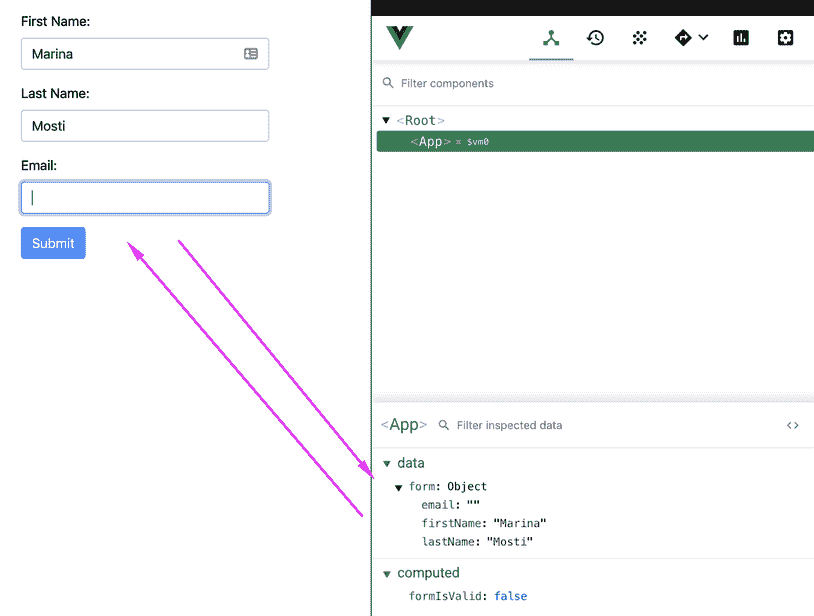 First Name:
Marina
Last Name:
Mosti
Email:
Submit
Filter components
<Root>
<App> = $vm0
<App> Filter inspected data <>
data
form: Object
email: ""
firstName: "Marina"
lastName: "Mosti"
computed
formIsValid: false